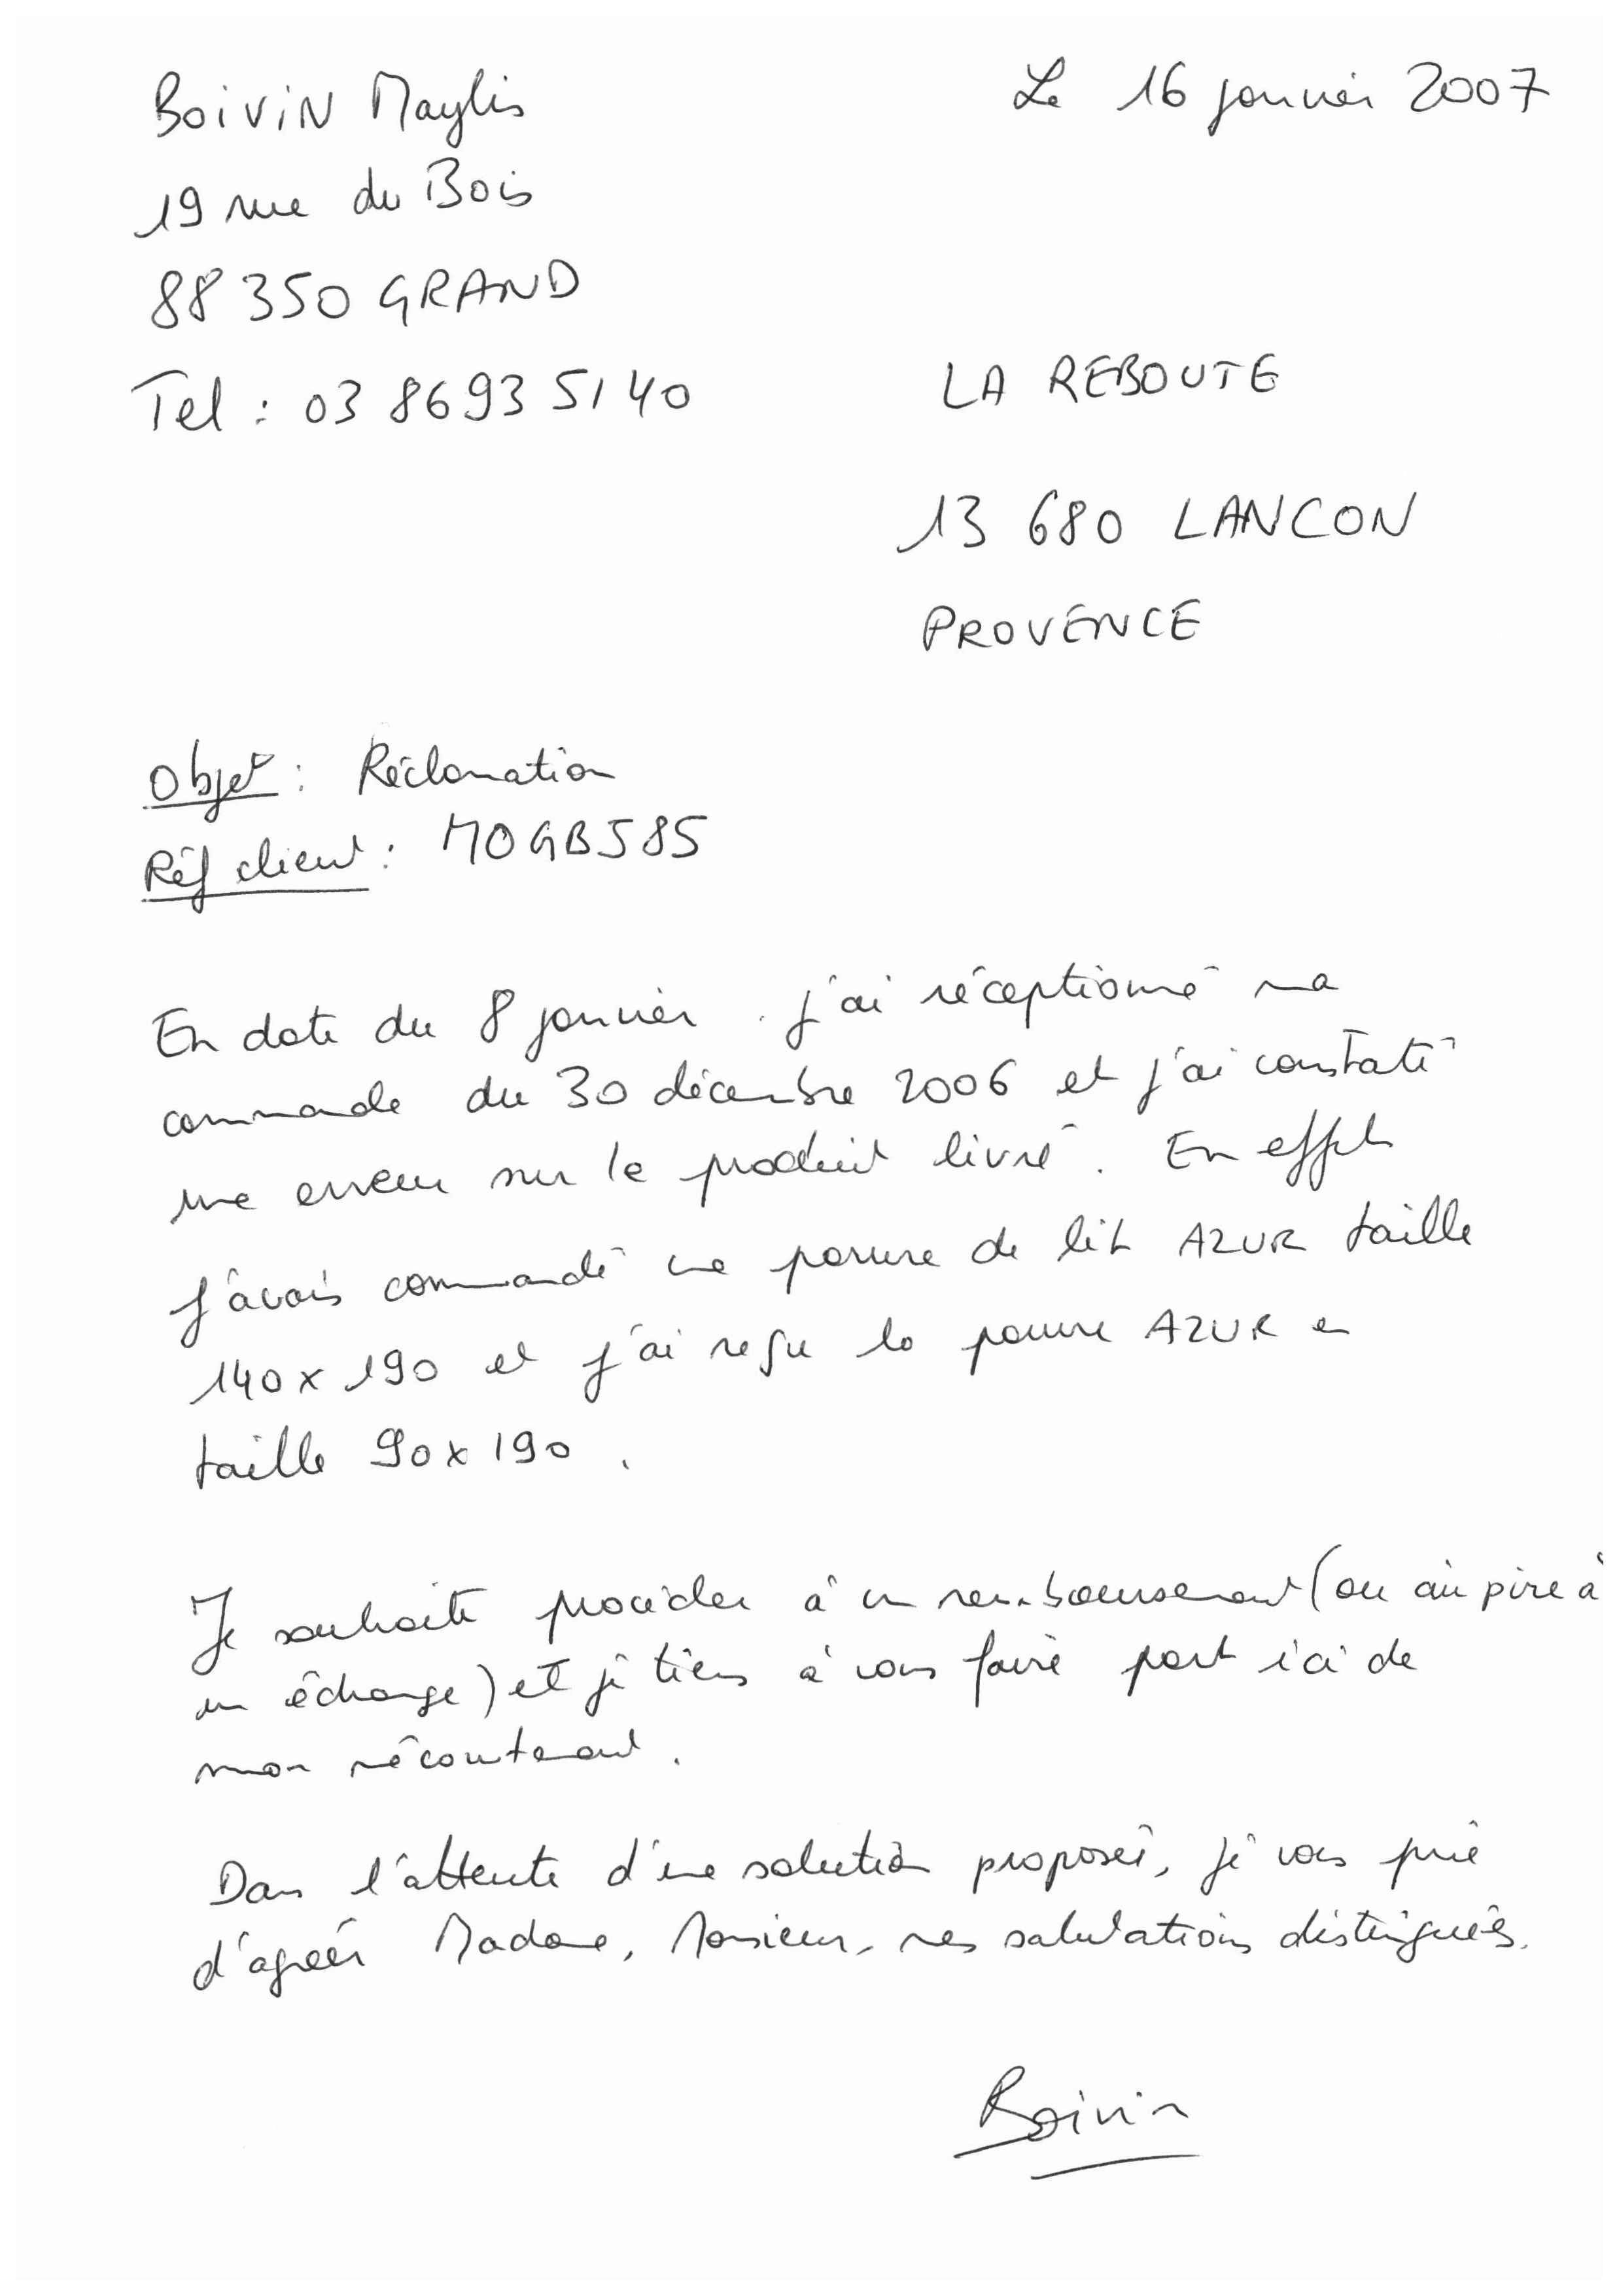 Boivin Maylis
Le 16 janvier 2007
19 rue du Bois
88350 GRAND
Tel : 03 86 93 51 40
LA REBOUTE
13 680 LANCON
PROVENCE
Objet : Réclamation
Réf client : MOGBJ85
En date du 8 janvier. j'ai réceptionné ma
commande du 30 décembre 2006 et j'ai constaté
une erreur sur le produit livré. En effet
j'avais commandé une parure de lit AZUR taille
140 x 190 et j'ai reçu la parure AZUR en
taille 90 x 190.
Je souhaite procéder à un remboursement (ou au pire à
un échange) et je tiens à vous faire part ici de
mon mécontentement.
Dans l'attente d'une solution proposée, je vous prie
d'agréer Madame, Monsieur, mes salutations distinguées.
Boivin